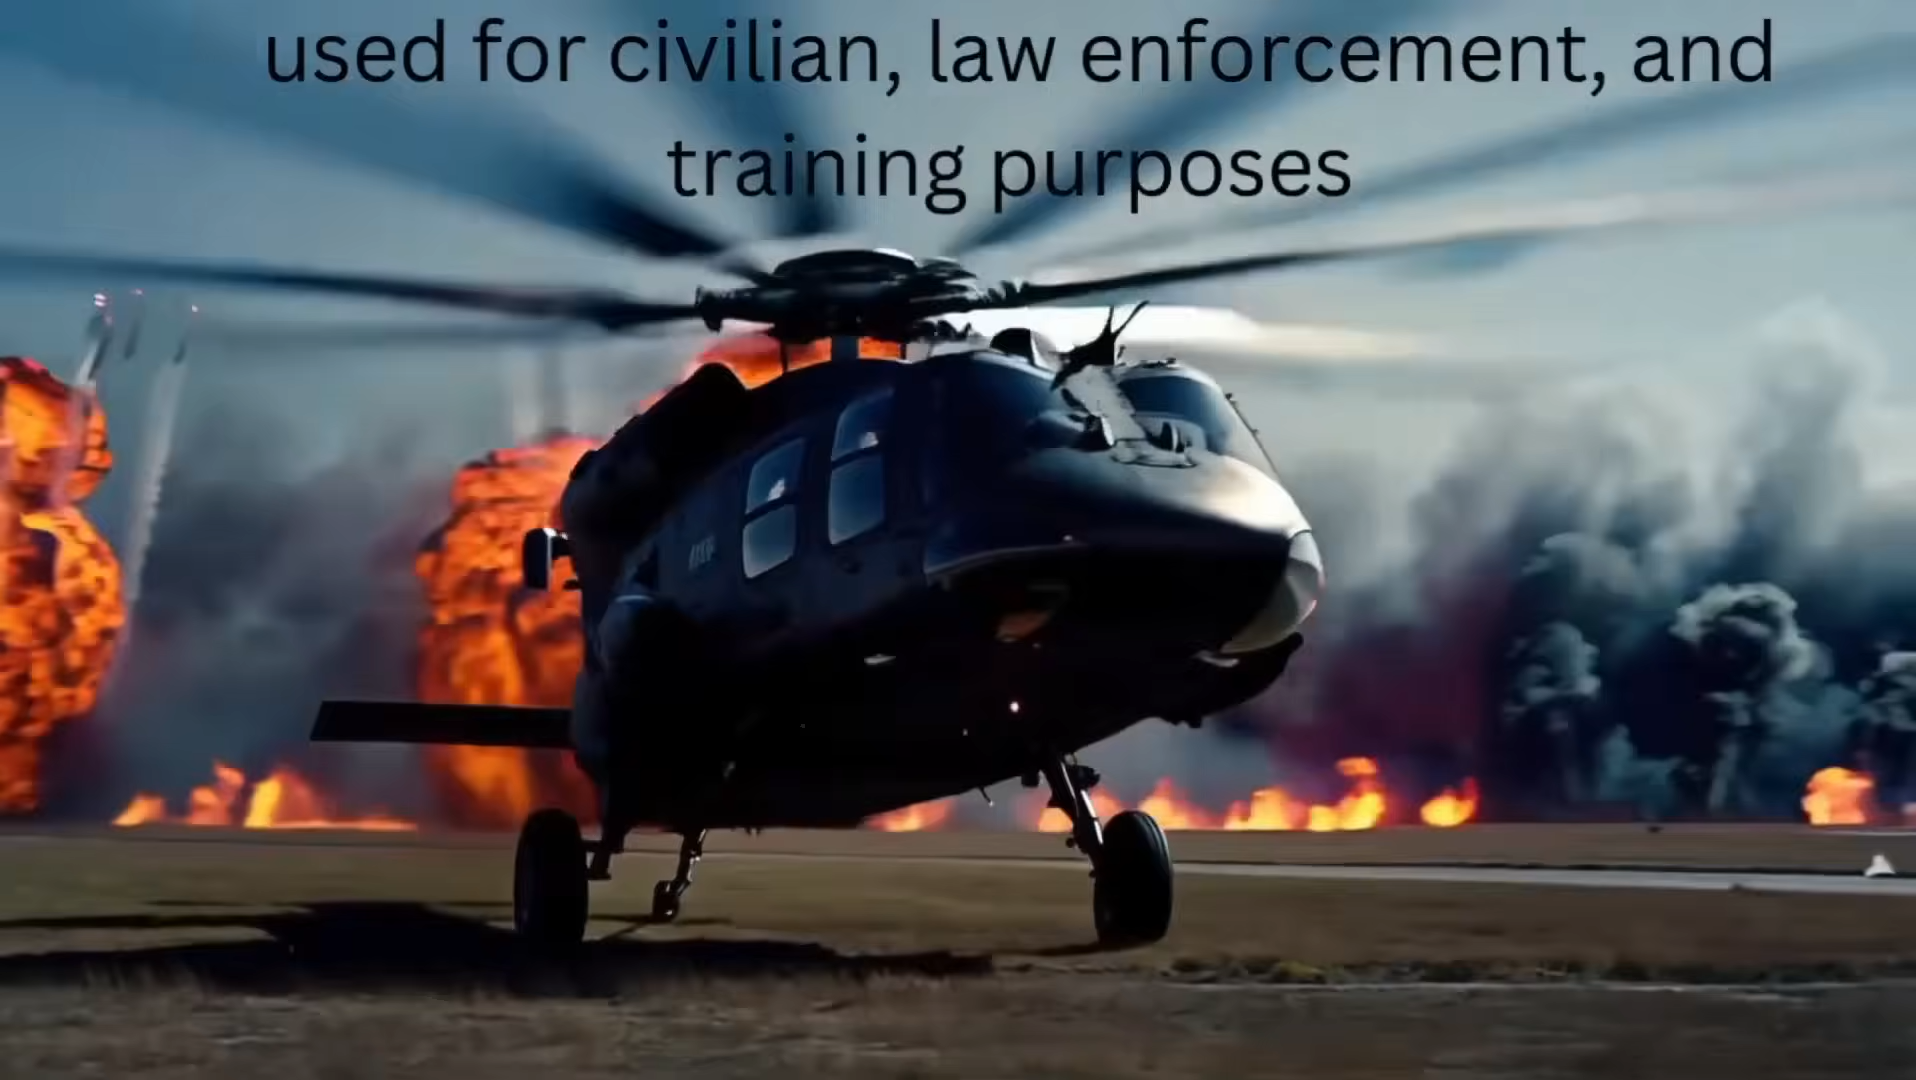 used for civilian, law enforcement, and
training purposes